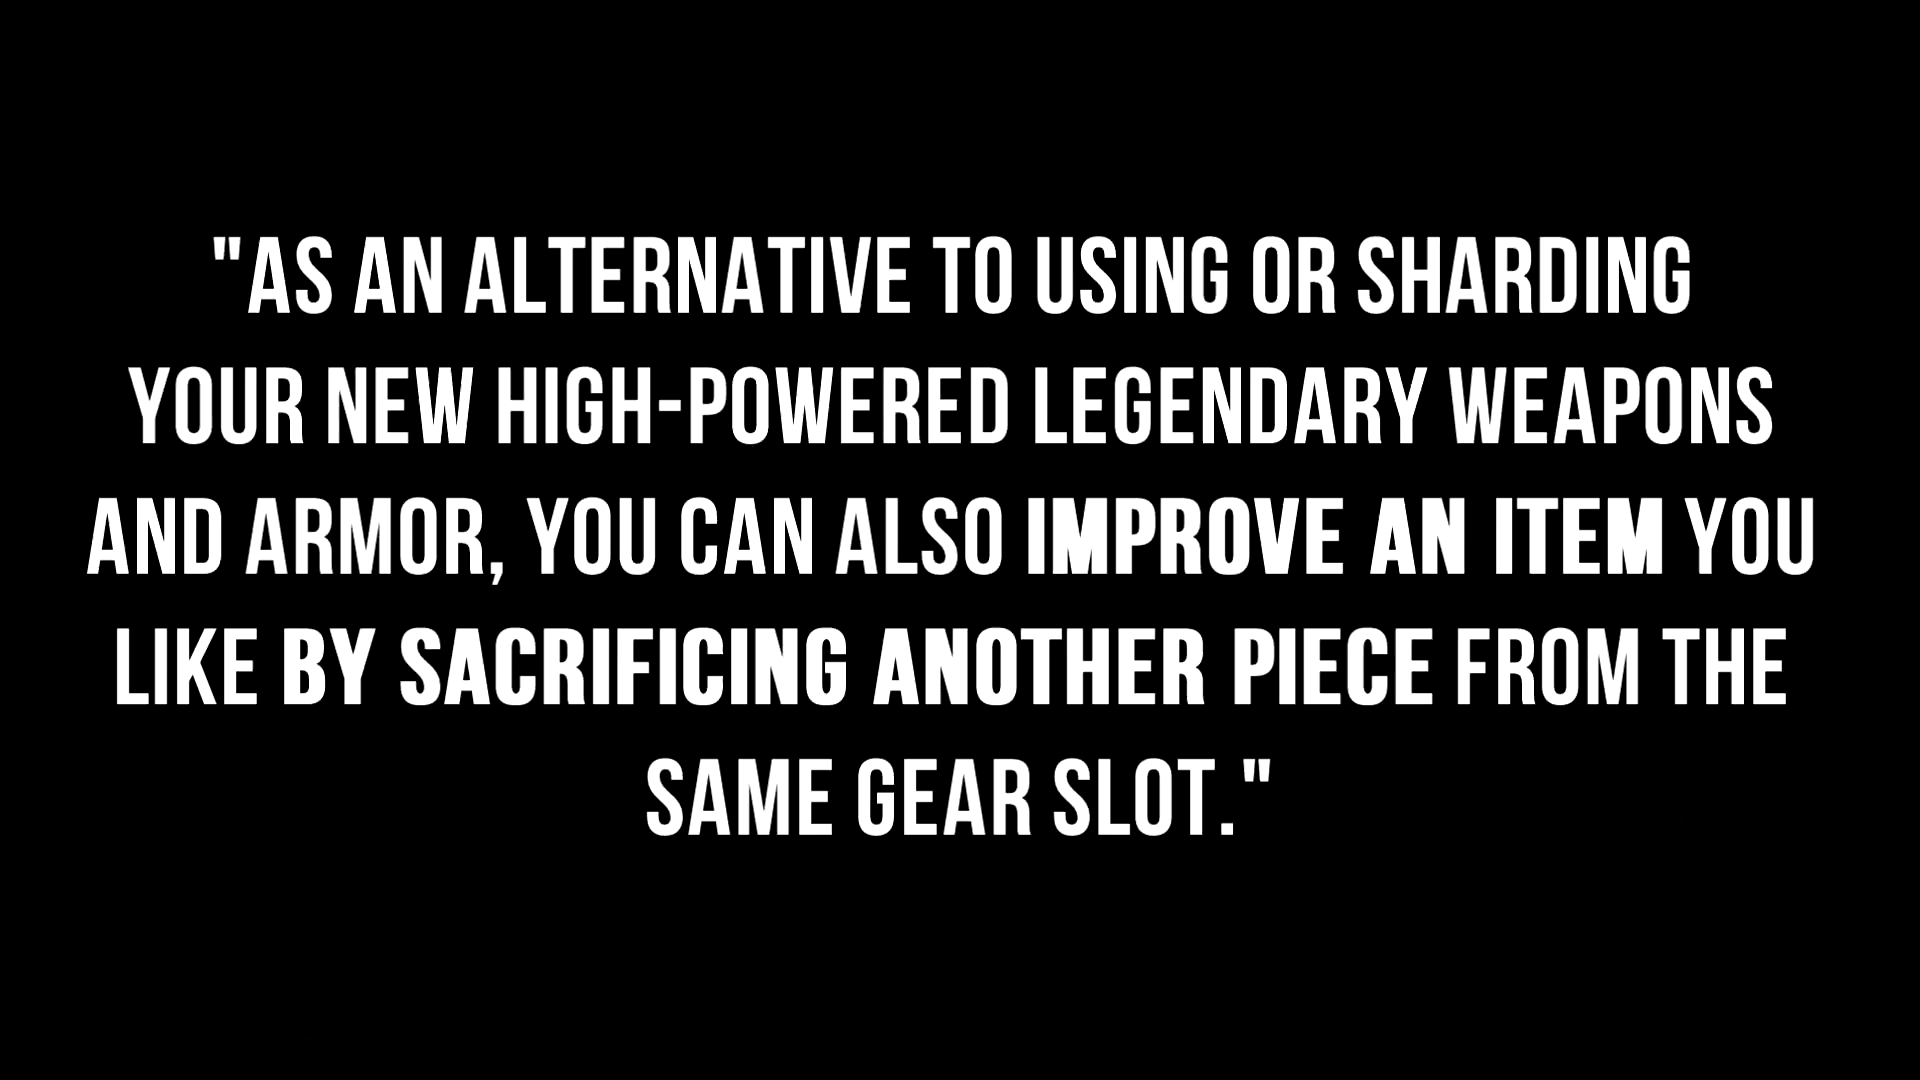 "AS AN ALTERNATIVE TO USING OR SHARDING
YOUR NEW HIGH-POWERED LEGENDARY WEAPONS
AND ARMOR, YOU CAN ALSO IMPROVE AN ITEM YOU
LIKE BY SACRIFICING ANOTHER PIECE FROM THE
SAME GEAR SLOT."